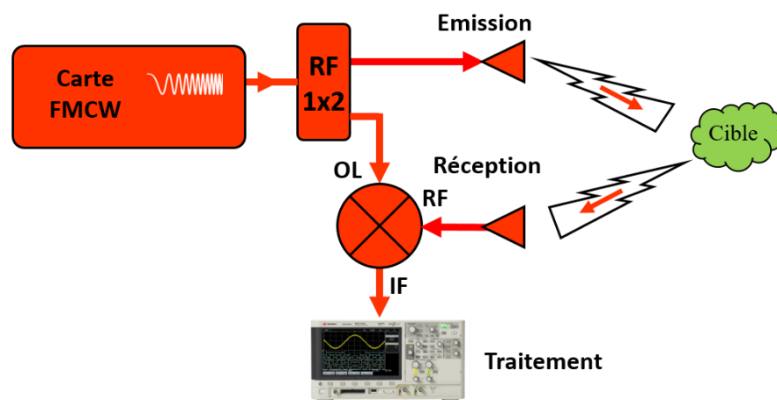 Emission
Carte
FMCW
RF
1x2
Cible
OL
Réception
RF
IF
Traitement